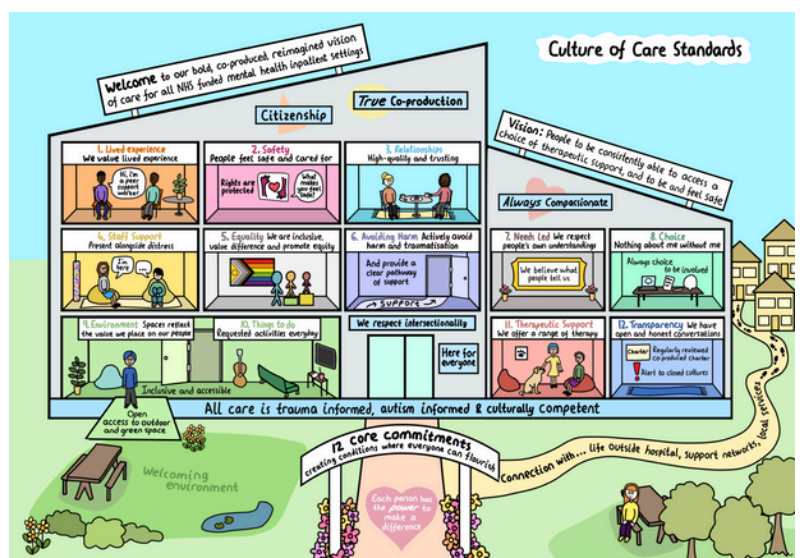 Culture of Care Standards
Welcome to our bold, co-produced, reimagined vision
of care for all NHS funded mental health inpatient settings
Citizenship
True Co-production
Vision: People to be consistently able to access a
choice of therapeutic support, and to be and feel safe
Always Compassionate
1. Lived experience
We value lived experience
Hi, I'm a
peer
support
worker
2. Safety
People feel safe and cared for
Rights are
protected
What
makes you
feel
safe?
3. Relationships
High-quality and trusting
4. Staff Support
Present alongside distress
I'm
here
...
5. Equality We are inclusive,
value difference and promote equity
6. Avoiding Harm Actively avoid
harm and traumatisation
And provide a
clear pathway
of support
SUPPORT
7. Needs Led We respect
people's own understandings
We believe what
people tell us
8. Choice
Nothing about me without me
Always choice
to be involved
9. Environment Spaces reflect
the value we place on our people
10. Things to do
Requested activities everyday
Inclusive and accessible
We respect intersectionality
Here for
everyone
11. Therapeutic Support
We offer a range of therapy
12. Transparency We have
open and honest conversations
Charter
Regularly reviewed
co-produced charter
! Alert to closed cultures
All care is trauma informed, autism informed & culturally competent
Open
access to outdoor
and green space
Welcoming
environment
12 core commitments
creating conditions where everyone can flourish
Connection with... life outside hospital, support networks, local services
Each person has
the power to
make a
difference